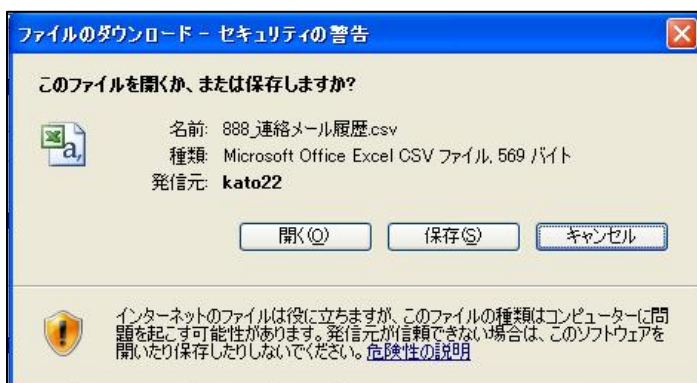 ファイルのダウンロード - セキュリティの警告
このファイルを開くか、または保存しますか?
名前: 888_連絡メール履歴.csv
種類: Microsoft Office Excel CSV ファイル, 569 バイト
発信元: kato22
開く(O) 保存(S) キャンセル
インターネットのファイルは役に立ちますが、このファイルの種類はコンピューターに問
題を起こす可能性があります。発信元が信頼できない場合は、このソフトウェアを
開いたり保存したりしないでください。危険性の説明